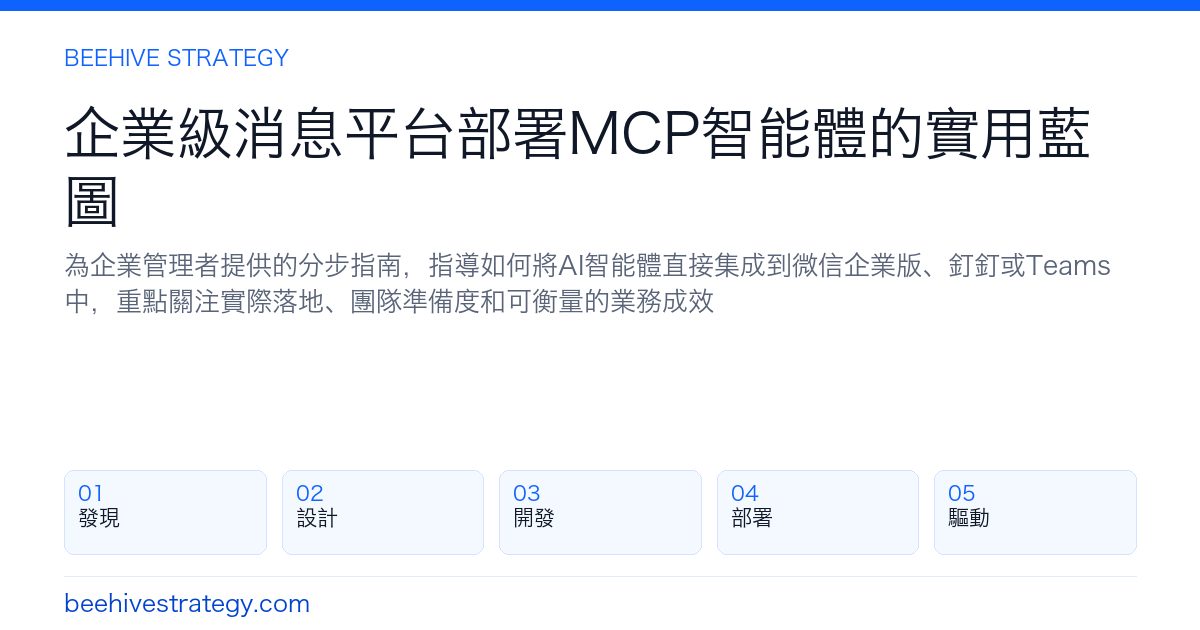 BEEHIVE STRATEGY
企業級消息平台部署MCP智能體的實用藍
圖
為企業管理者提供的分步指南，指導如何將AI智能體直接集成到微信企業版、釘釘或Teams
中，重點關注實際落地、團隊準備度和可衡量的業務成效
01
發現
02
設計
03
開發
04
部署
05
驅動
beehivestrategy.com